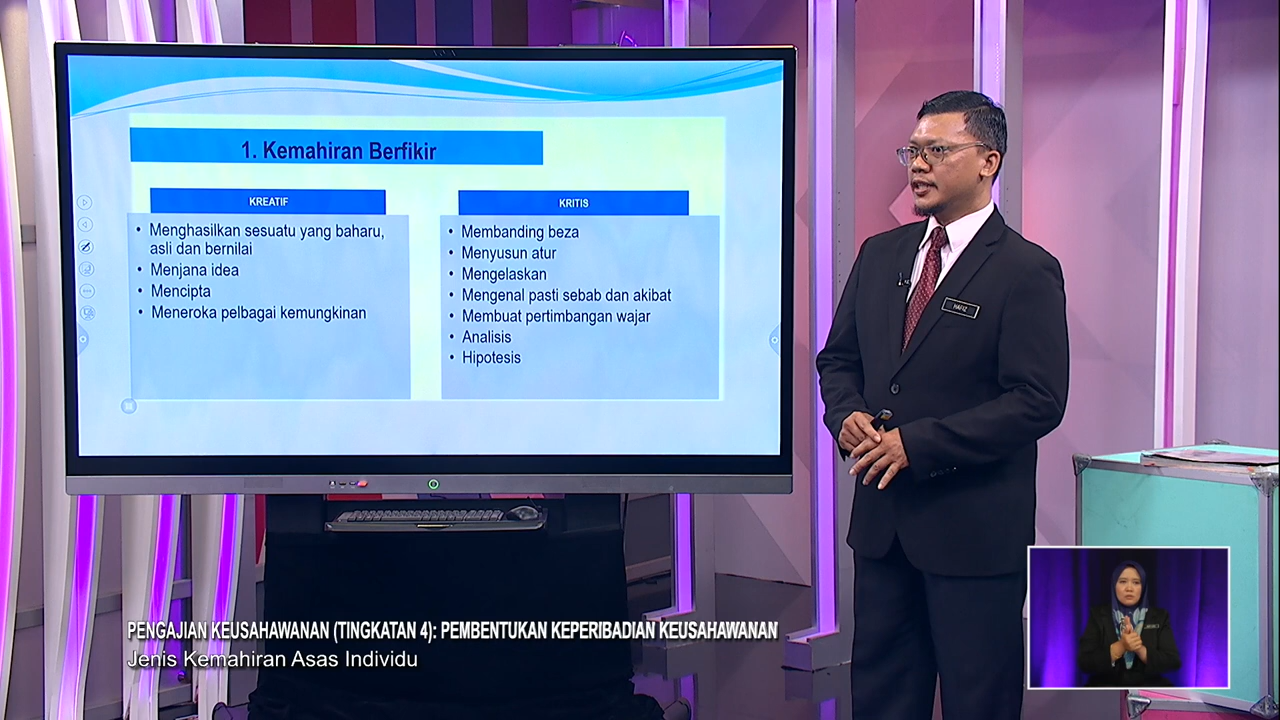 1. Kemahiran Berfikir
KREATIF
• Menghasilkan sesuatu yang baharu,
asli dan bernilai
• Menjana idea
• Mencipta
• Meneroka pelbagai kemungkinan
KRITIS
• Membanding beza
• Menyusun atur
• Mengelaskan
• Mengenal pasti sebab dan akibat
• Membuat pertimbangan wajar
• Analisis
• Hipotesis
HAFIZ
PENGAJIAN KEUSAHAWANAN (TINGKATAN 4): PEMBENTUKAN KEPERIBADIAN KEUSAHAWANAN
Jenis Kemahiran Asas Individu